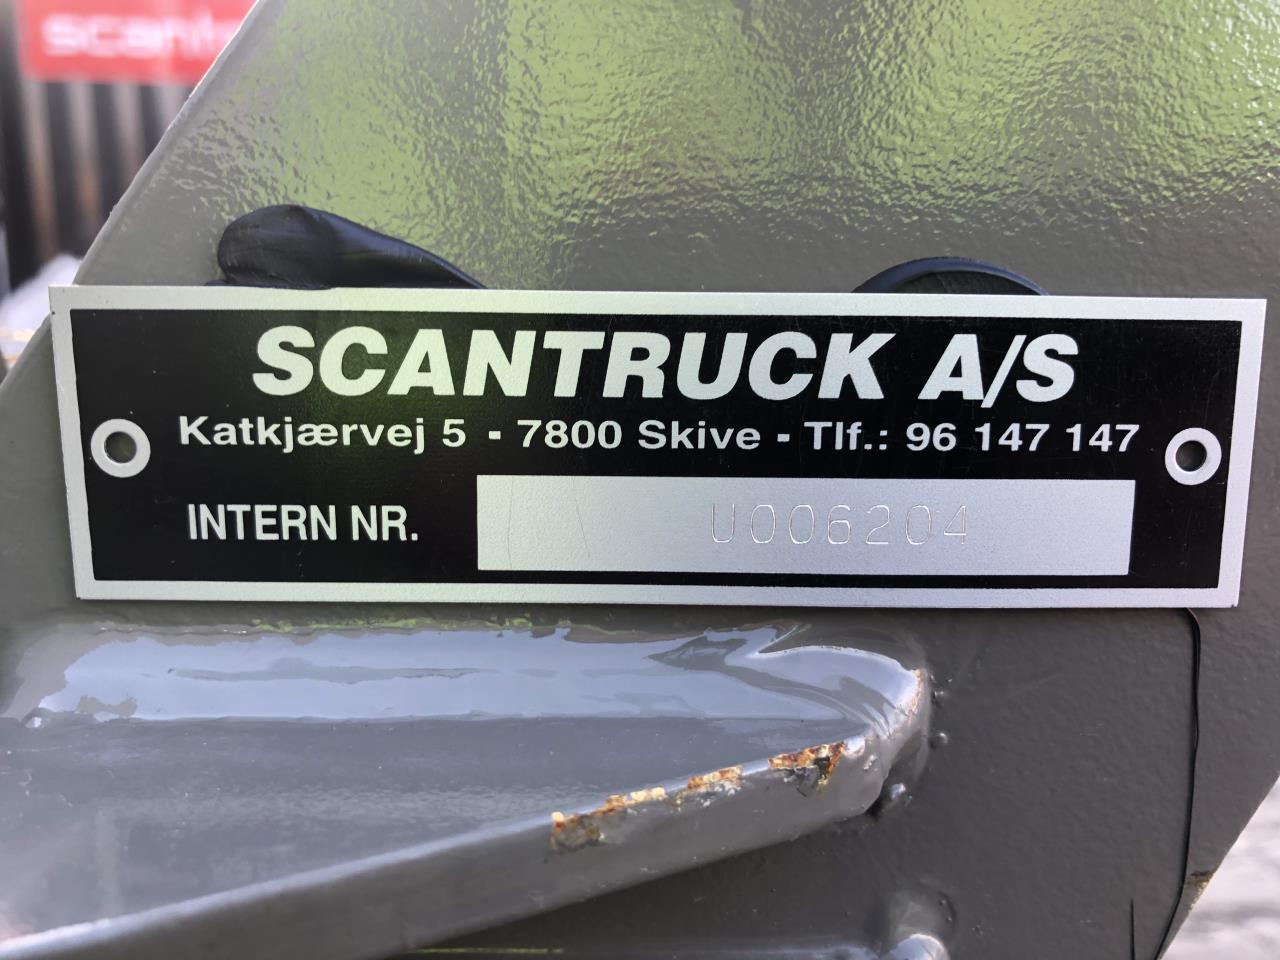 SCANTRUCK A/S
Katkjærvej 5 - 7800 Skive - Tlf.: 96 147 147
INTERN NR. U006204